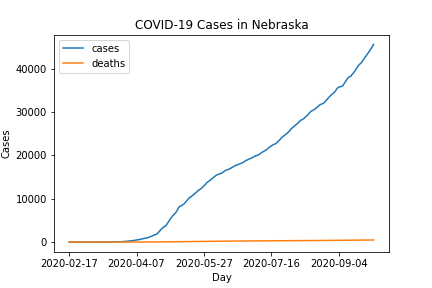 COVID-19 Cases in Nebraska
cases
deaths
40000
30000
20000
10000
0
Cases
2020-02-17 2020-04-07 2020-05-27 2020-07-16 2020-09-04
Day